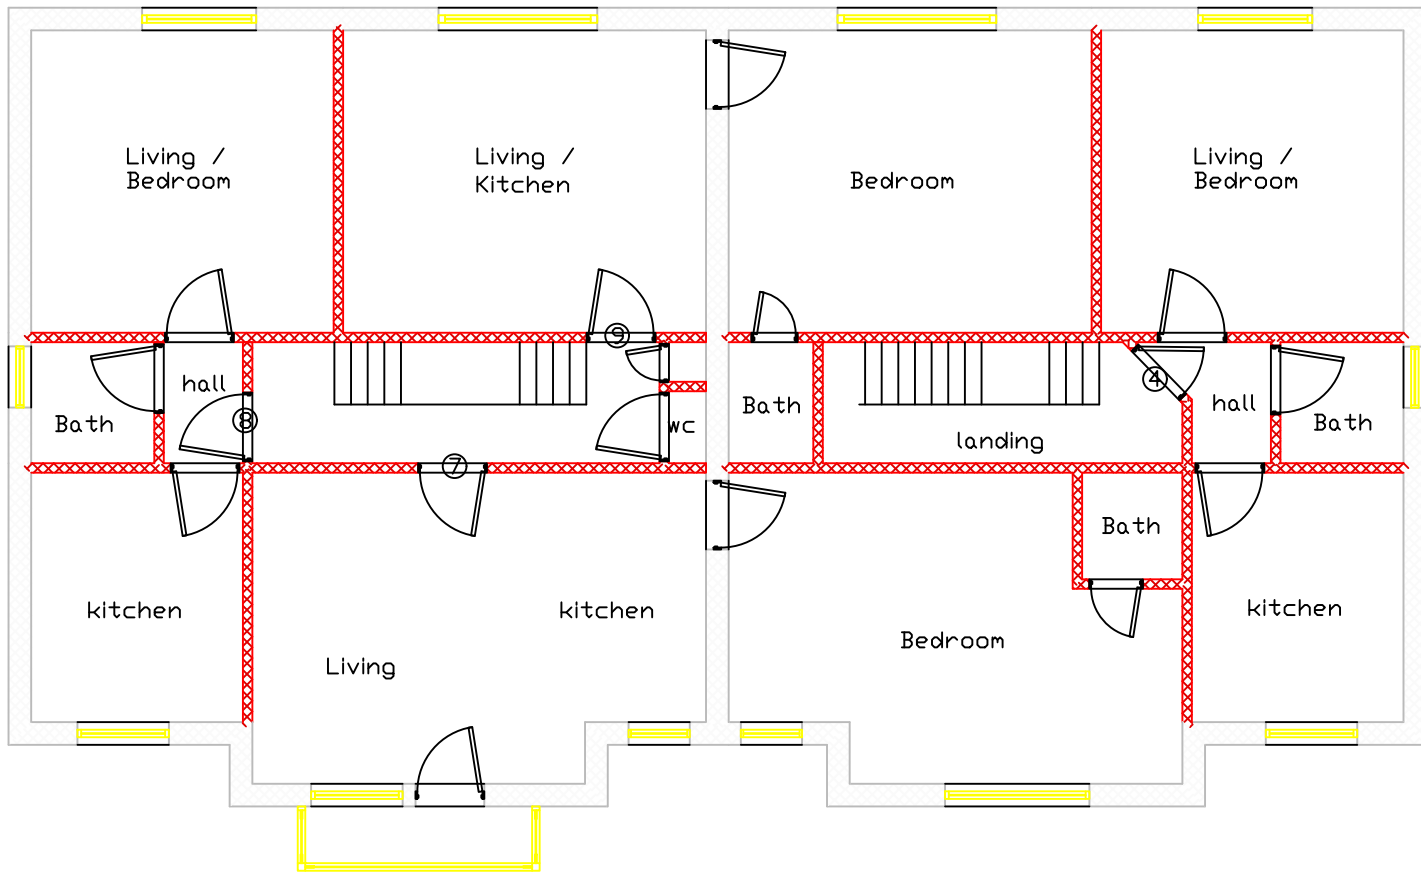 Living /
Bedroom
Living /
Kitchen
Bedroom
Living /
Bedroom
9
hall
Bath
8
wc
7
Bath
landing
4
hall
Bath
Bath
kitchen
kitchen
Living
Bedroom
kitchen